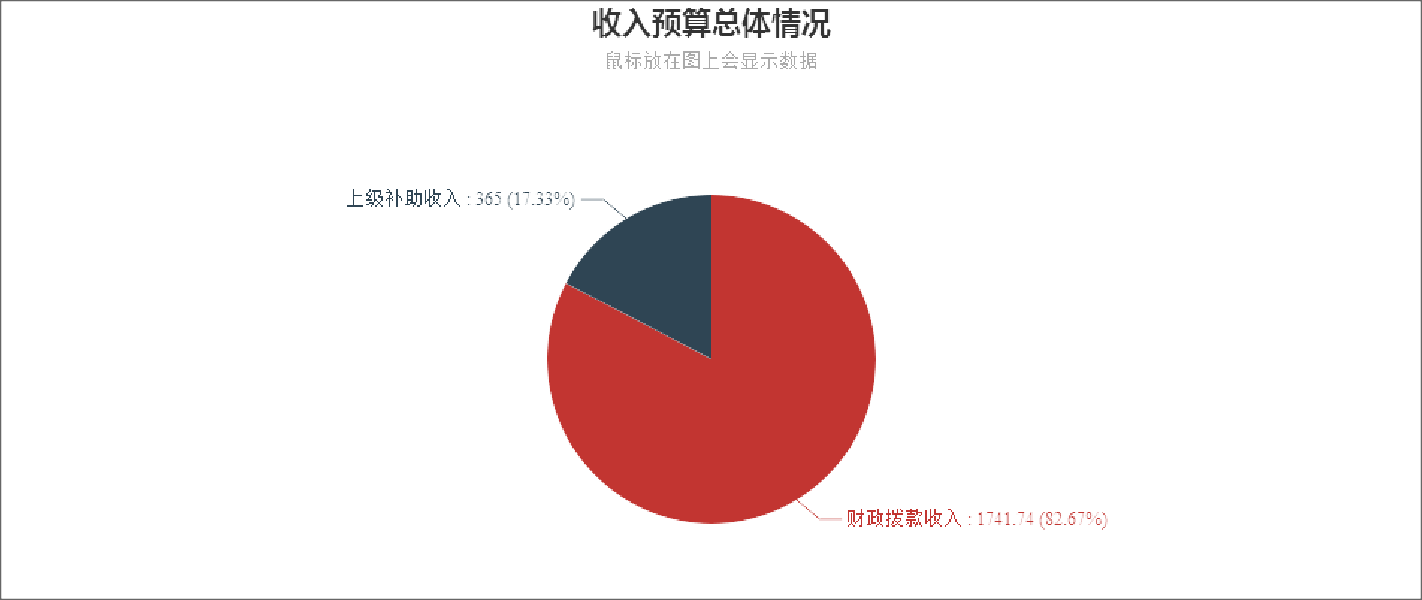 收入预算总体情况
鼠标放在图上会显示数据
上级补助收入 : 365 (17.33%)
财政拨款收入 : 1741.74 (82.67%)